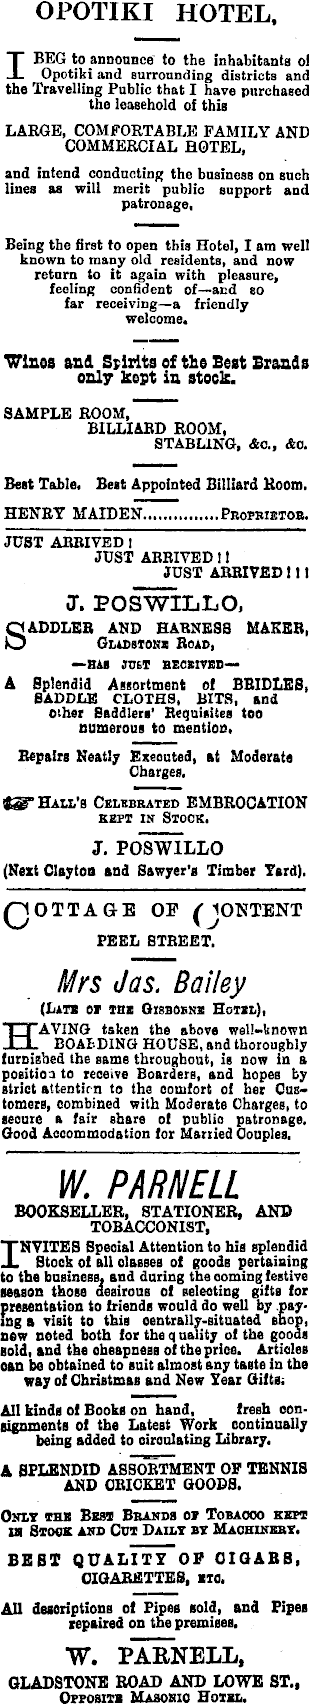 OPOTIKI HOTEL,
I BEG to announce to the inhabitants of
Opotiki and surrounding districts and
the Travelling Public that I have purchased
the leasehold of this
LARGE, COMFORTABLE FAMILY AND
COMMERCIAL HOTEL,
and intend conducting the business on such
lines as will merit public support and
patronage.
Being the first to open this Hotel, I am well
known to many old residents, and now
return to it again with pleasure,
feeling confident of—and so
far receiving—a friendly
welcome.
Wines and Spirits of the Best Brands
only kept in stock.
SAMPLE ROOM,
BILLIARD ROOM,
STABLING, &c., &c.
Best Table. Best Appointed Billiard Room.
HENRY MAIDEN...............PROPRIETOR.
JUST ARRIVED!
JUST ARRIVED!!
JUST ARRIVED!!!
J. POSWILLO,
SADDLER AND HARNESS MAKER,
GLADSTONE ROAD,
—HAS JUST RECEIVED—
A Splendid Assortment of BRIDLES,
SADDLE CLOTHS, BITS, and
other Saddlers' Requisites too
numerous to mention.
Repairs Neatly Executed, at Moderate
Charges.
☞ HALL'S CELEBRATED EMBROCATION
KEPT IN STOCK.
J. POSWILLO
(Next Clayton and Sawyer's Timber Yard).
COTTAGE OF CONTENT
PEEL STREET.
Mrs Jas. Bailey
(LATE OF THE GISBORNE HOTEL),
HAVING taken the above well-known
BOARDING HOUSE, and thoroughly
furnished the same throughout, is now in a
position to receive Boarders, and hopes by
strict attention to the comfort of her Cus-
tomers, combined with Moderate Charges, to
secure a fair share of public patronage.
Good Accommodation for Married Couples.
W. PARNELL
BOOKSELLER, STATIONER, AND
TOBACCONIST,
INVITES Special Attention to his splendid
Stock of all classes of goods pertaining
to the business, and during the coming festive
season those desirous of selecting gifts for
presentation to friends would do well by pay-
ing a visit to this centrally-situated shop,
now noted both for the quality of the goods
sold, and the cheapness of the price. Articles
can be obtained to suit almost any taste in the
way of Christmas and New Year Gifts.
All kinds of Books on hand, fresh con-
signments of the Latest Work continually
being added to circulating Library.
A SPLENDID ASSORTMENT OF TENNIS
AND CRICKET GOODS.
ONLY THE BEST BRANDS OF TOBACCO KEPT
IN STOCK AND CUT DAILY BY MACHINERY.
BEST QUALITY OF CIGARS,
CIGARETTES, ETC.
All descriptions of Pipes sold, and Pipes
repaired on the premises.
W. PARNELL,
GLADSTONE ROAD AND LOWE ST.,
OPPOSITE MASONIC HOTEL.